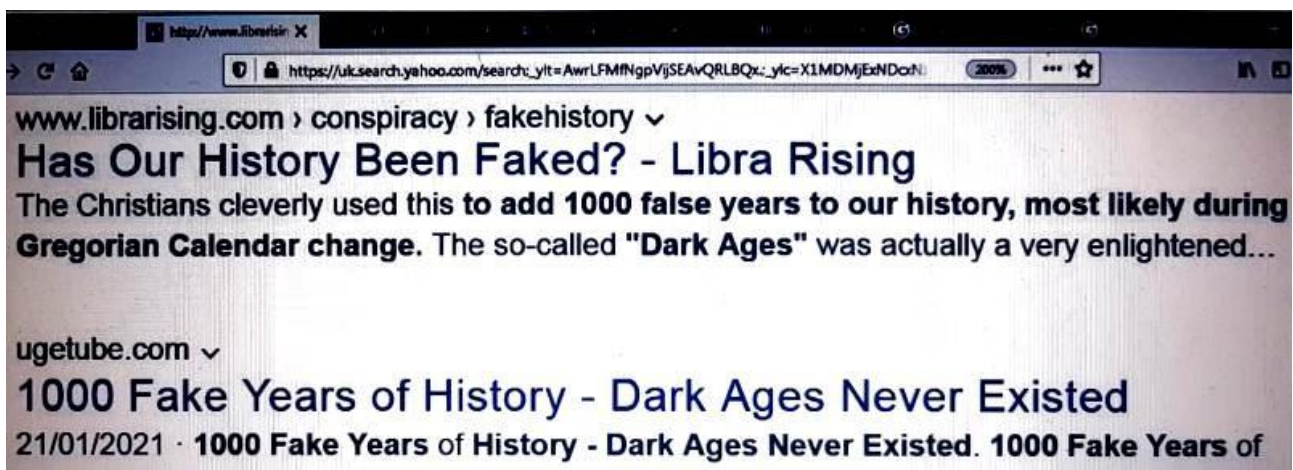 http://www.librarisin
https://uk.search.yahoo.com/search;_ylt=AwrLFMfNgpVijSEAvQRLBQx.;_ylc=X1MDMjExNDcxN
200%
www.librarising.com › conspiracy › fakehistory
Has Our History Been Faked? - Libra Rising
The Christians cleverly used this to add 1000 false years to our history, most likely during
Gregorian Calendar change. The so-called "Dark Ages" was actually a very enlightened...
ugetube.com
1000 Fake Years of History - Dark Ages Never Existed
21/01/2021 · 1000 Fake Years of History - Dark Ages Never Existed. 1000 Fake Years of